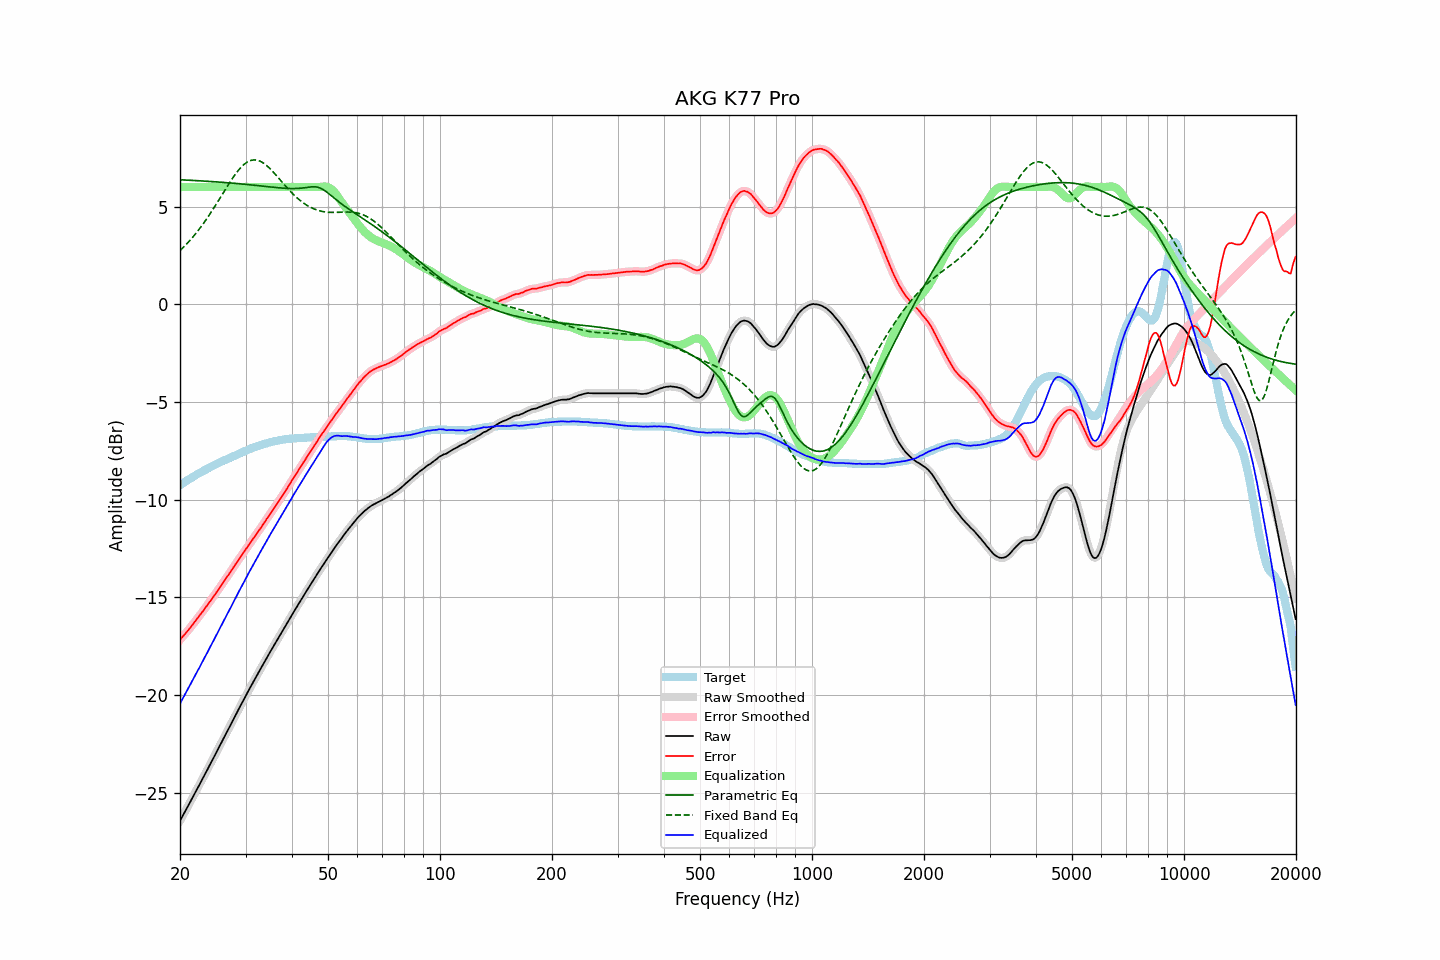 AKG K77 Pro
Amplitude (dBr)
5
0
−5
−10
−15
−20
−25
Target
Raw Smoothed
Error Smoothed
Raw
Error
Equalization
Parametric Eq
Fixed Band Eq
Equalized
20 50 100 200 500 1000 2000 5000 10000 20000
Frequency (Hz)